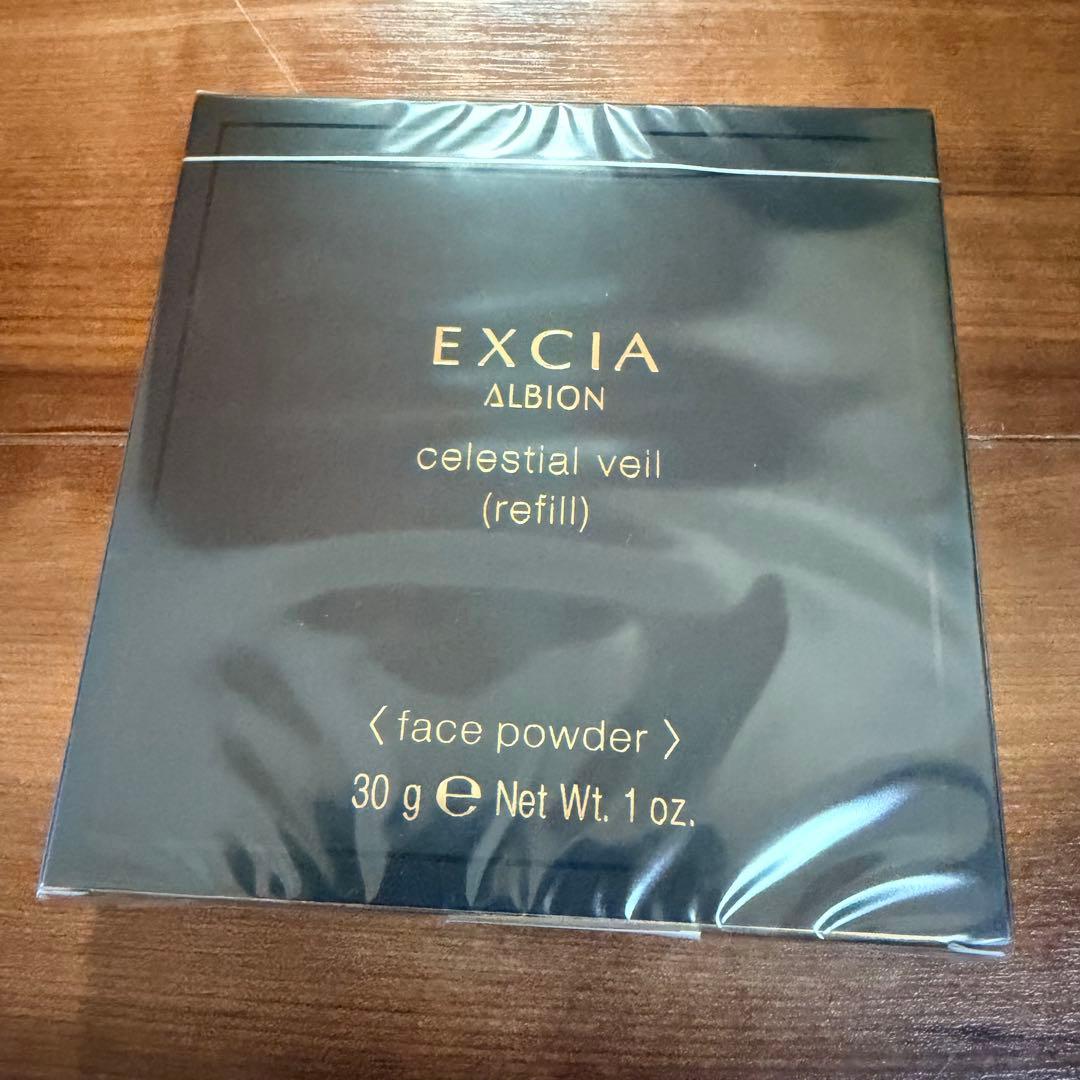 EXCIA
ALBION
celestial veil
(refill)
〈 face powder 〉
30 g ℮ Net Wt. 1 oz.